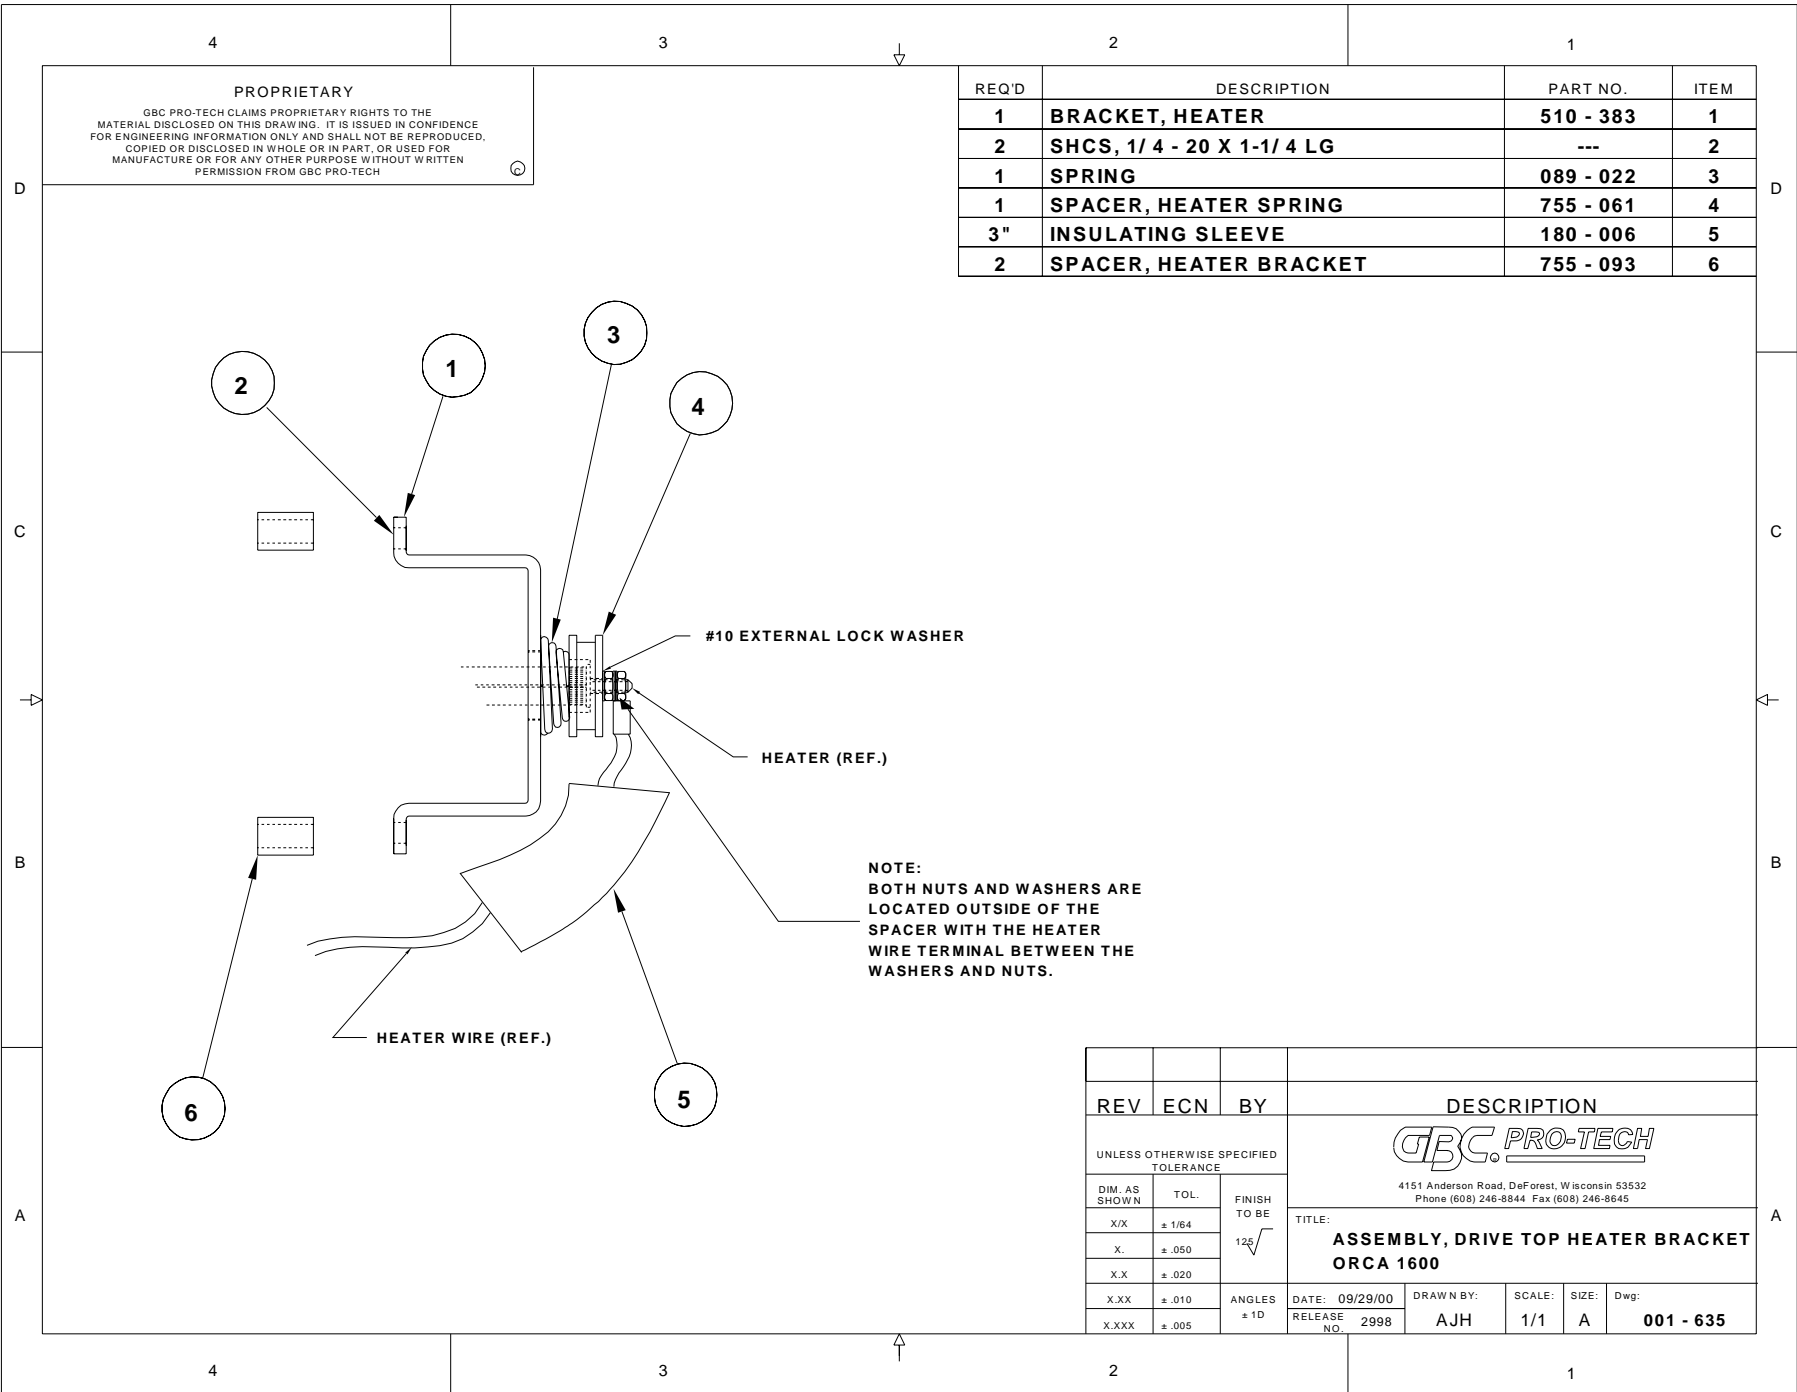 4 3 2 1
PROPRIETARY
GBC PRO-TECH CLAIMS PROPRIETARY RIGHTS TO THE
MATERIAL DISCLOSED ON THIS DRAWING. IT IS ISSUED IN CONFIDENCE
FOR ENGINEERING INFORMATION ONLY AND SHALL NOT BE REPRODUCED,
COPIED OR DISCLOSED IN WHOLE OR IN PART, OR USED FOR
MANUFACTURE OR FOR ANY OTHER PURPOSE WITHOUT WRITTEN
PERMISSION FROM GBC PRO-TECH
C
REQ'D DESCRIPTION PART NO. ITEM
1 BRACKET, HEATER 510 - 383 1
2 SHCS, 1/4 - 20 X 1-1/4 LG --- 2
1 SPRING 089 - 022 3
1 SPACER, HEATER SPRING 755 - 061 4
3" INSULATING SLEEVE 180 - 006 5
2 SPACER, HEATER BRACKET 755 - 093 6
D D
3
1
2
4
C C
#10 EXTERNAL LOCK WASHER
HEATER (REF.)
B B
NOTE:
BOTH NUTS AND WASHERS ARE
LOCATED OUTSIDE OF THE
SPACER WITH THE HEATER
WIRE TERMINAL BETWEEN THE
WASHERS AND NUTS.
HEATER WIRE (REF.)
5
6
A A
REV ECN BY DESCRIPTION
UNLESS OTHERWISE SPECIFIED
TOLERANCE
DIM. AS
SHOWN
TOL.
X/X ± 1/64
X. ± .050
X.X ± .020
X.XX ± .010
X.XXX ± .005
FINISH
TO BE
125
ANGLES
± 1D
GBC. PRO-TECH
4151 Anderson Road, DeForest, Wisconsin 53532
Phone (608) 246-8844 Fax (608) 246-8645
TITLE:
ASSEMBLY, DRIVE TOP HEATER BRACKET
ORCA 1600
DATE: 09/29/00
RELEASE
NO. 2998
DRAWN BY:
AJH
SCALE:
1/1
SIZE:
A
Dwg:
001 - 635
4 3 2 1